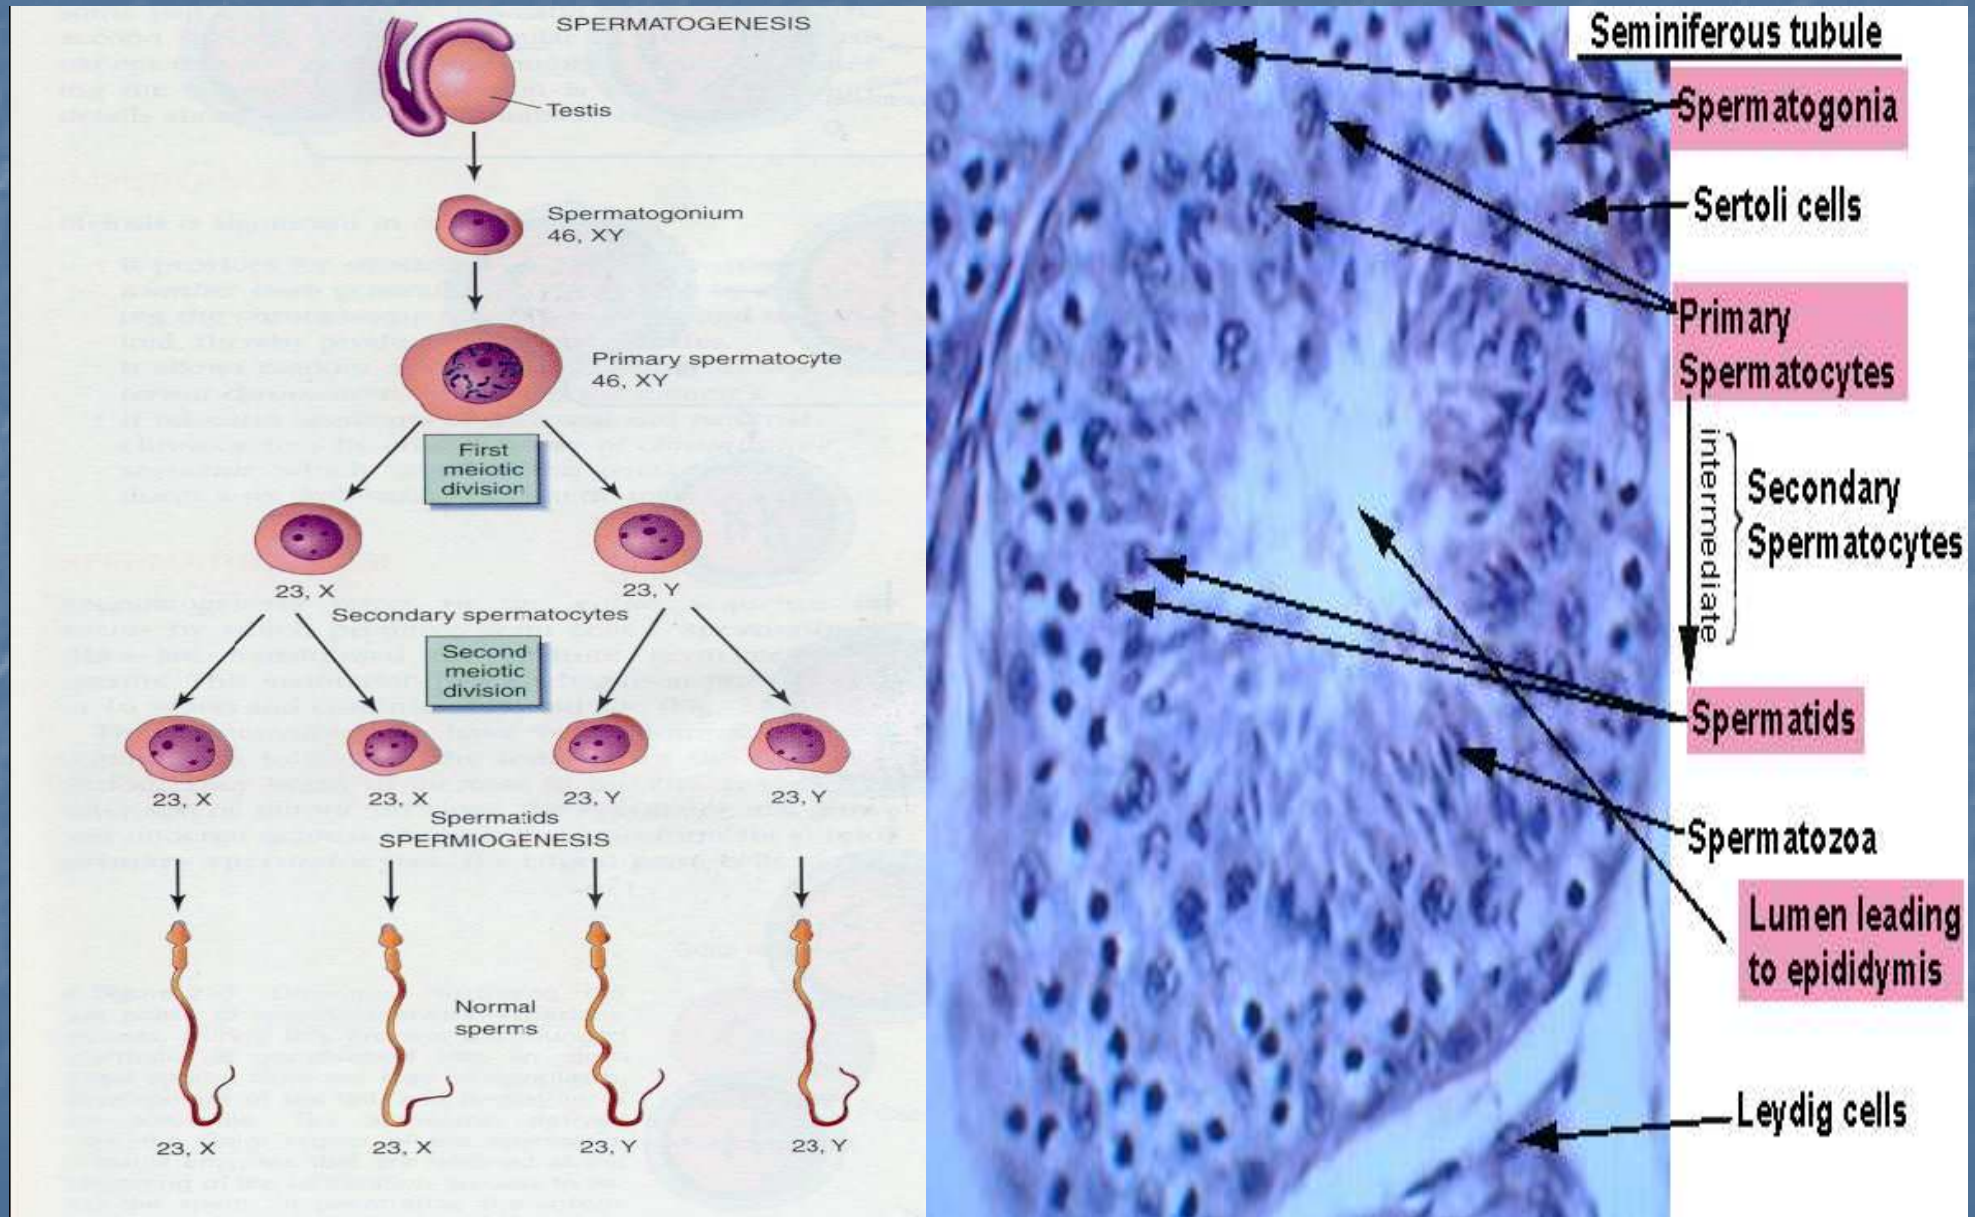 SPERMATOGENESIS
Testis
Spermatogonium
46, XY
Primary spermatocyte
46, XY
First
meiotic
division
23, X
23, Y
Secondary spermatocytes
Second
meiotic
division
23, X
23, X
23, Y
23, Y
Spermatids
SPERMIOGENESIS
Normal
sperms
23, X
23, X
23, Y
23, Y
Seminiferous tubule
Spermatogonia
Sertoli cells
Primary
Spermatocytes
intermediate
Secondary
Spermatocytes
Spermatids
Spermatozoa
Lumen leading
to epididymis
Leydig cells